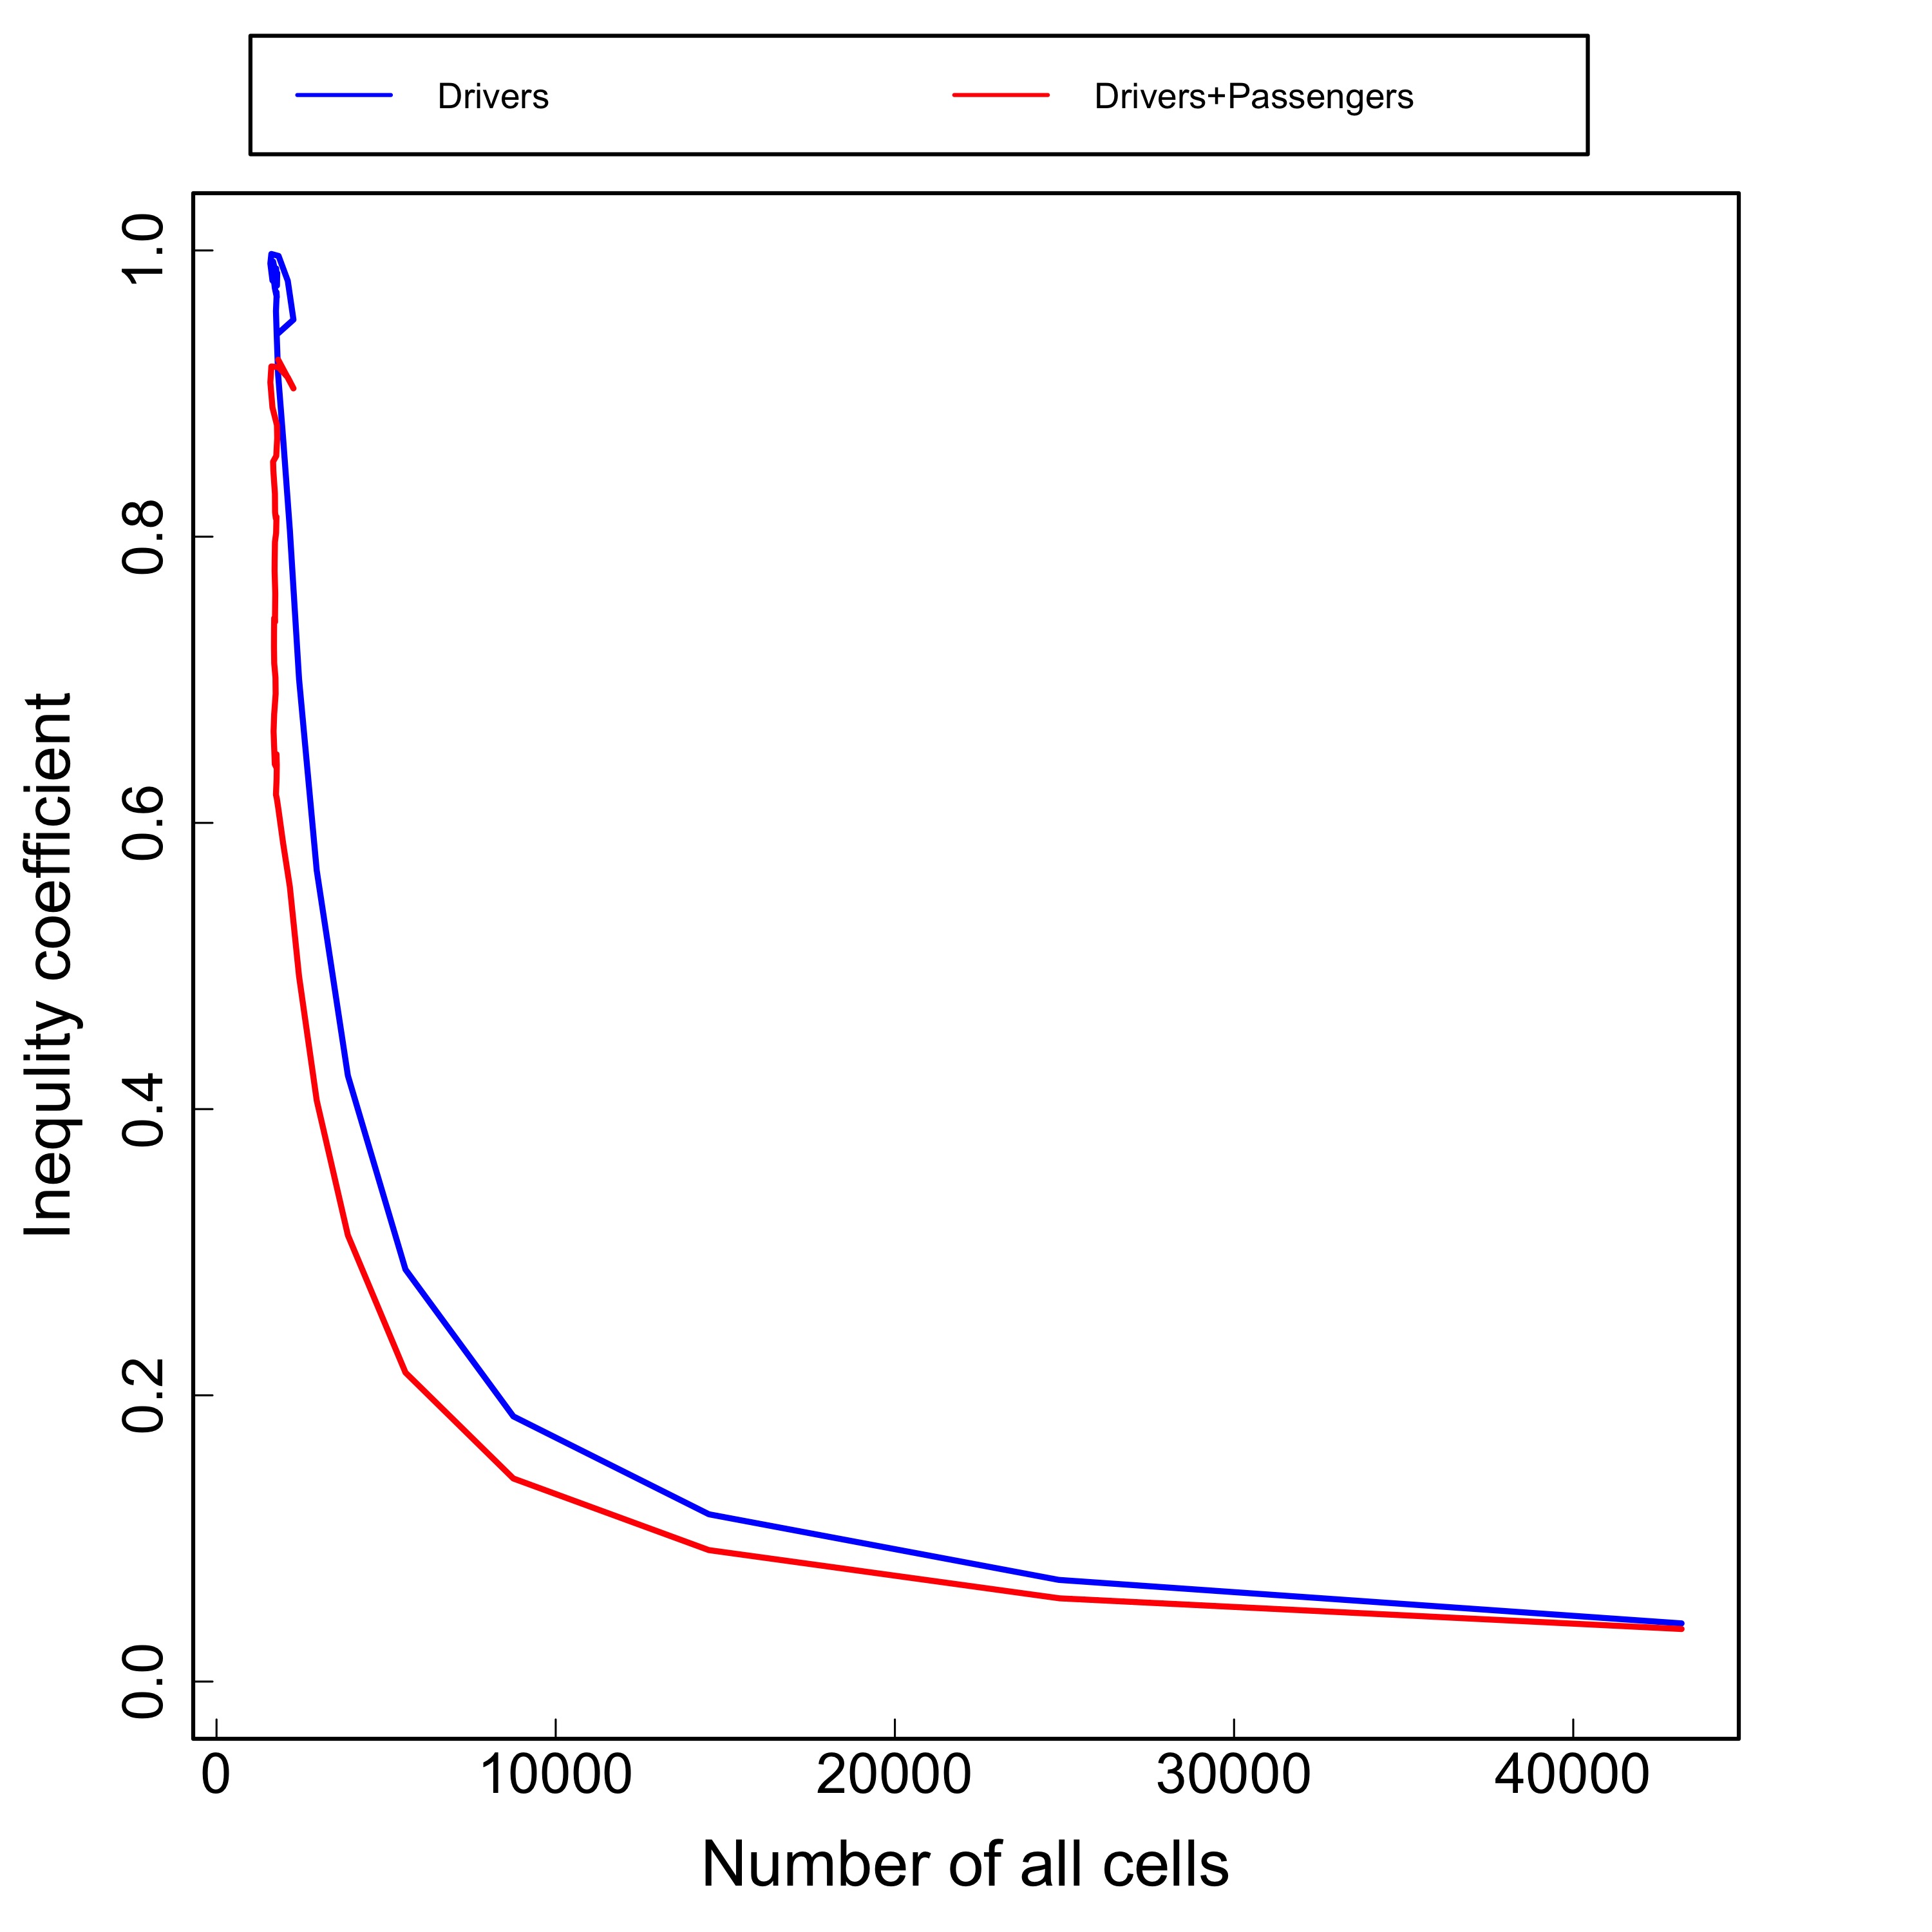 Drivers
Drivers+Passengers
Inequlity coefficient
1.0
0.8
0.6
0.4
0.2
0.0
0
10000
20000
30000
40000
Number of all cells